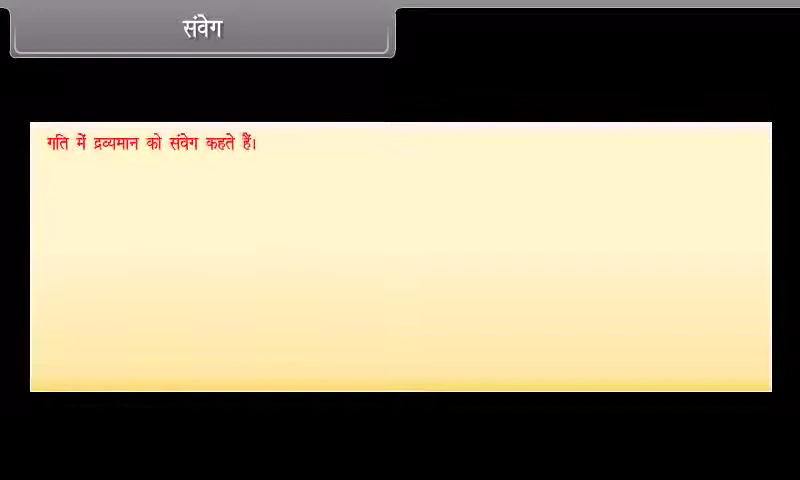 संवेग
गति में द्रव्यमान को संवेग कहते हैं।